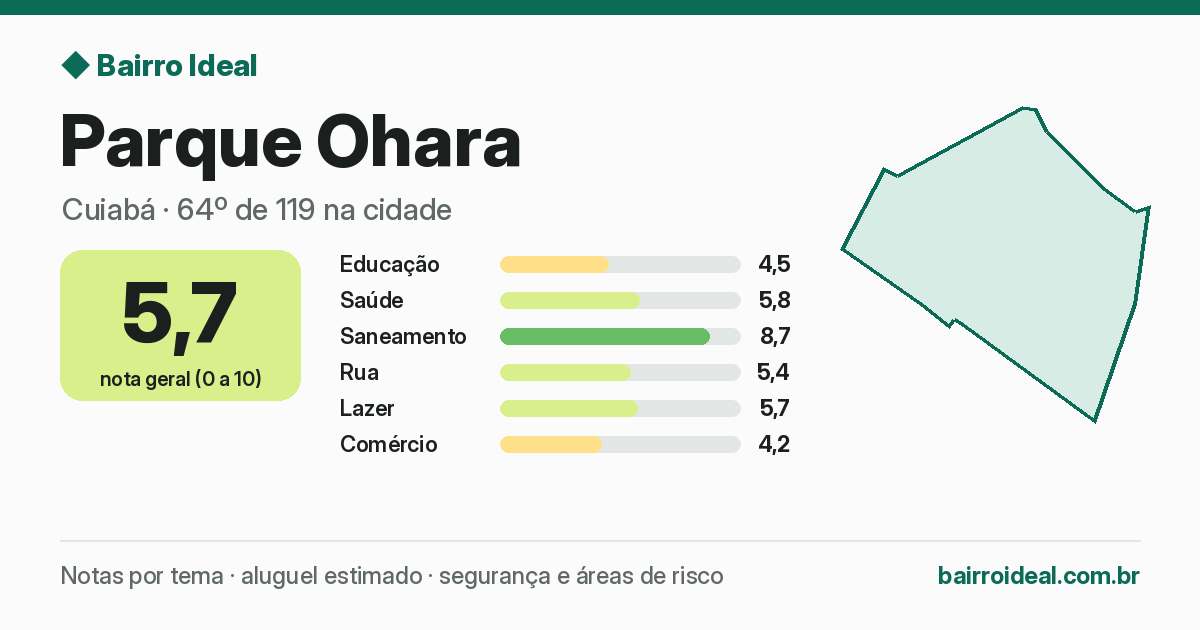 Bairro Ideal
Parque Ohara
Cuiabá · 64º de 119 na cidade
5,7
nota geral (0 a 10)
Educação 4,5
Saúde 5,8
Saneamento 8,7
Rua 5,4
Lazer 5,7
Comércio 4,2
Notas por tema · aluguel estimado · segurança e áreas de risco
bairroideal.com.br